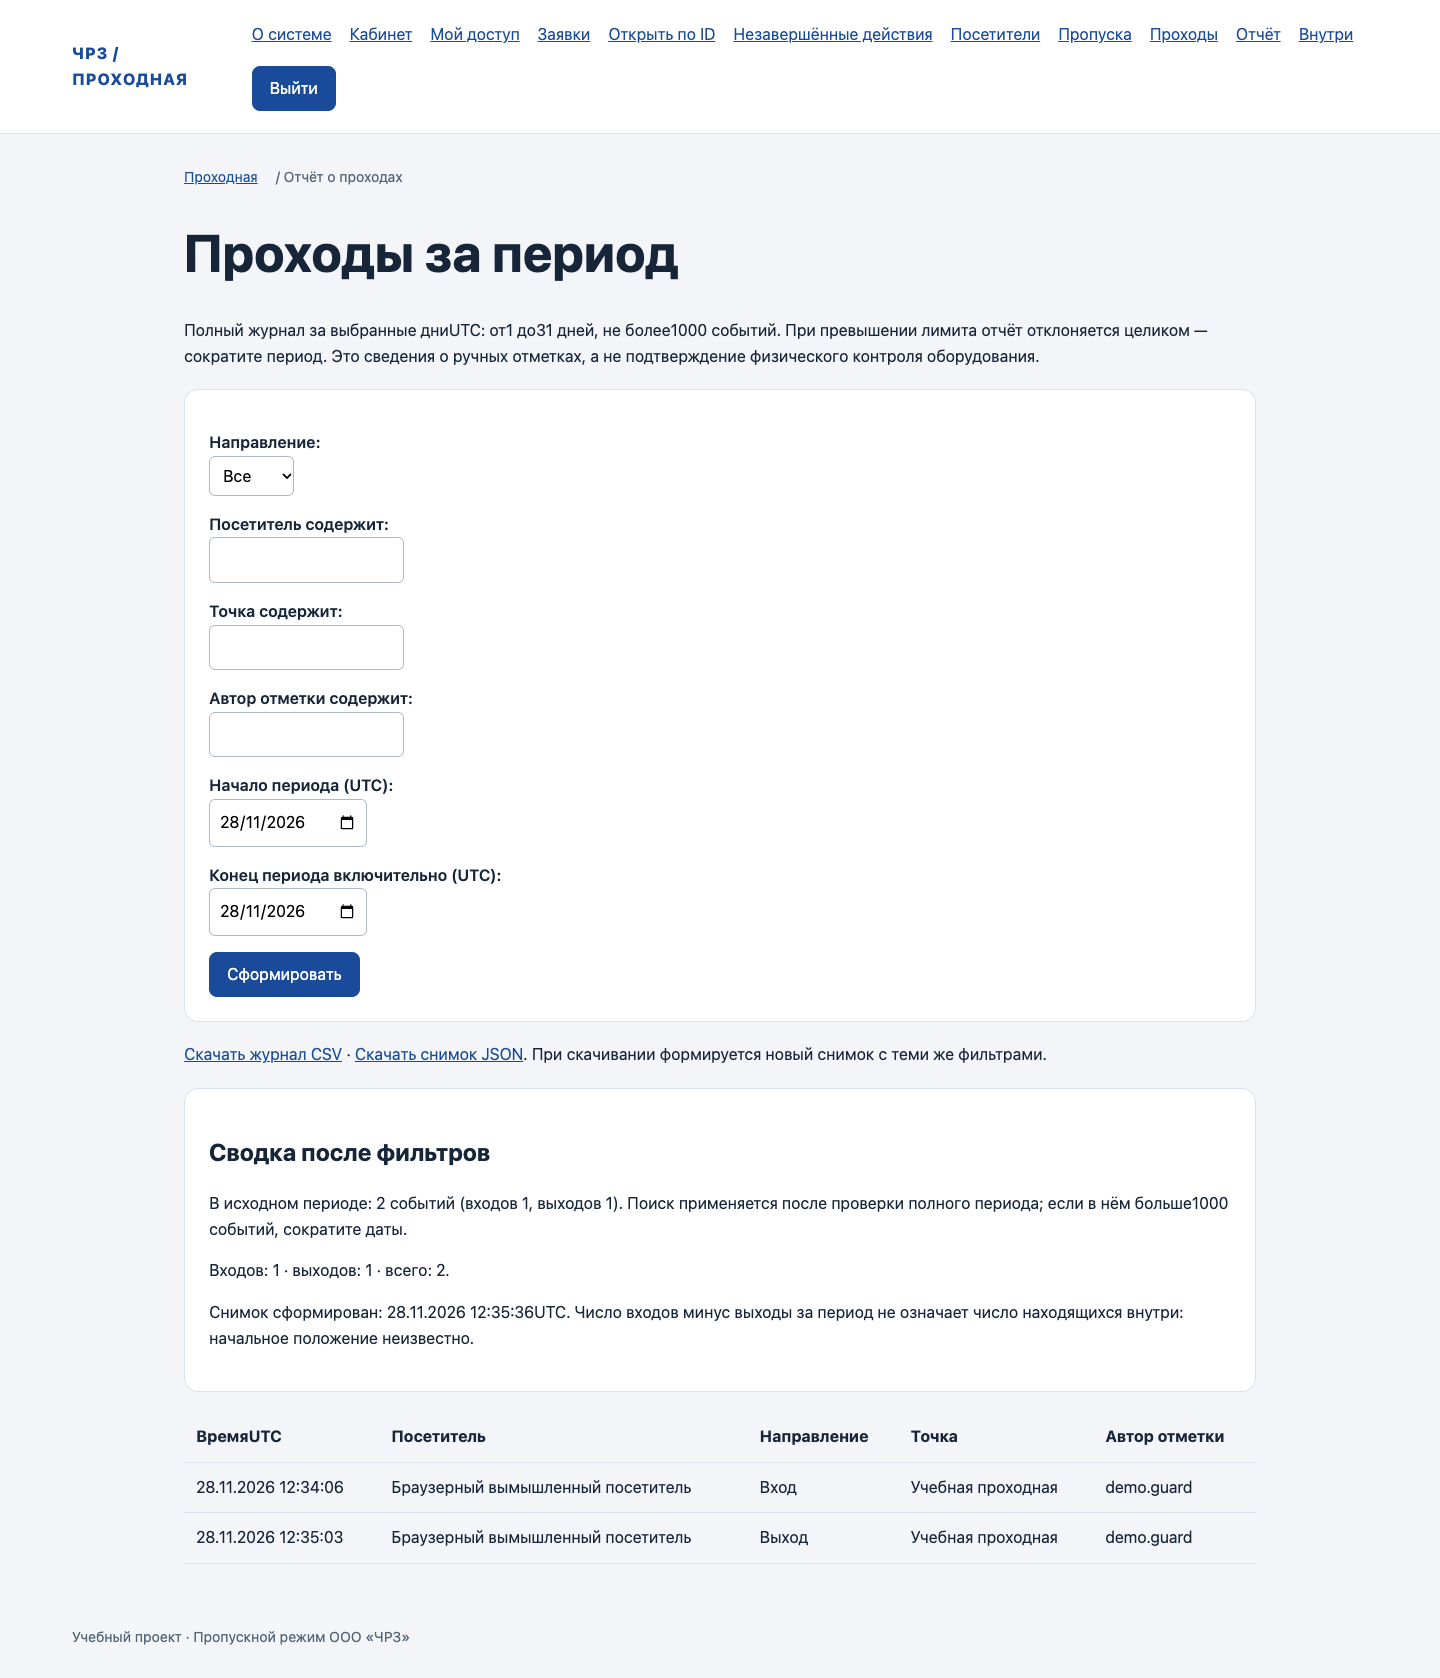 ЧРЗ /
ПРОХОДНАЯ
О системе Кабинет Мой доступ Заявки Открыть по ID Незавершённые действия Посетители Пропуска Проходы Отчёт Внутри
Выйти
Проходная / Отчёт о проходах
Проходы за период
Полный журнал за выбранные дниUTC: от1 до31 дней, не более1000 событий. При превышении лимита отчёт отклоняется целиком —
сократите период. Это сведения о ручных отметках, а не подтверждение физического контроля оборудования.
Направление:
Все
Посетитель содержит:
Точка содержит:
Автор отметки содержит:
Начало периода (UTC):
28/11/2026
Конец периода включительно (UTC):
28/11/2026
Сформировать
Скачать журнал CSV · Скачать снимок JSON. При скачивании формируется новый снимок с теми же фильтрами.
Сводка после фильтров
В исходном периоде: 2 событий (входов 1, выходов 1). Поиск применяется после проверки полного периода; если в нём больше1000
событий, сократите даты.
Входов: 1 · выходов: 1 · всего: 2.
Снимок сформирован: 28.11.2026 12:35:36UTC. Число входов минус выходы за период не означает число находящихся внутри:
начальное положение неизвестно.
ВремяUTC Посетитель Направление Точка Автор отметки
28.11.2026 12:34:06 Браузерный вымышленный посетитель Вход Учебная проходная demo.guard
28.11.2026 12:35:03 Браузерный вымышленный посетитель Выход Учебная проходная demo.guard
Учебный проект · Пропускной режим ООО «ЧРЗ»